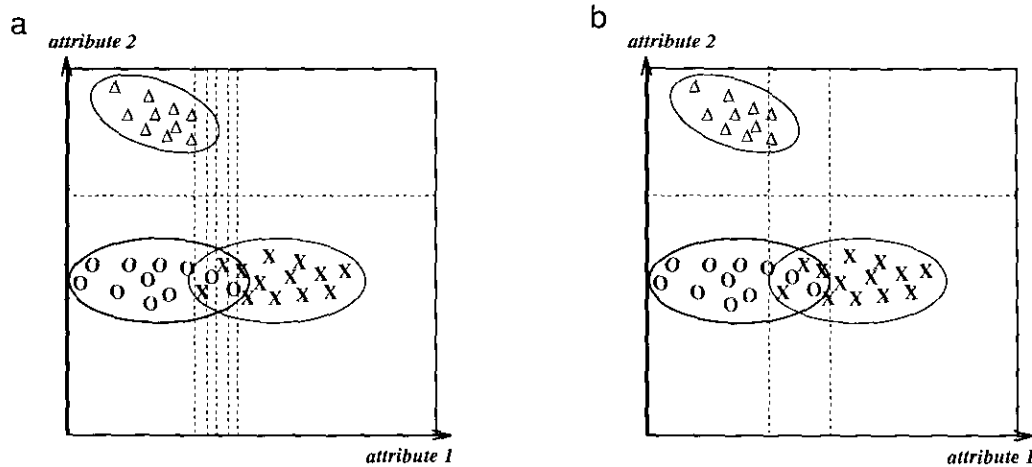 a
b
attribute 2
attribute 2
Δ Δ Δ Δ Δ Δ Δ Δ Δ Δ
Δ Δ Δ Δ Δ Δ Δ Δ Δ Δ
O O O O O O O O O O O X X X X X X X X X X X X X
O O O O O O O O O O O X X X X X X X X X X X X X
attribute 1
attribute 1